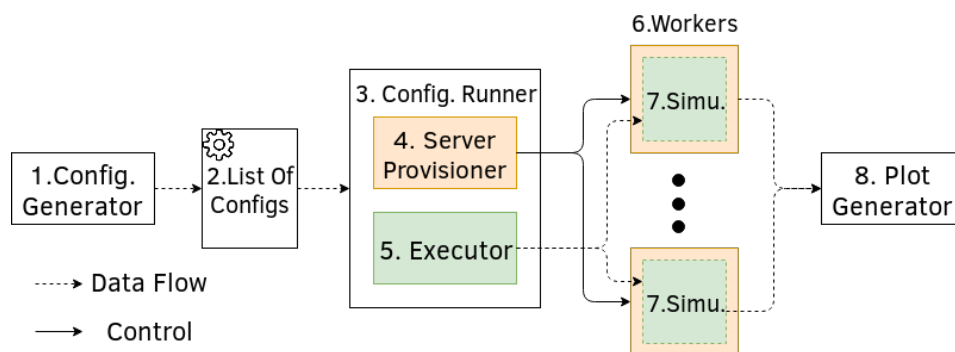 6.Workers
3. Config. Runner
7.Simu.
4. Server
Provisioner
1.Config.
Generator
2.List Of
Configs
8. Plot
Generator
5. Executor
Data Flow
7.Simu.
Control